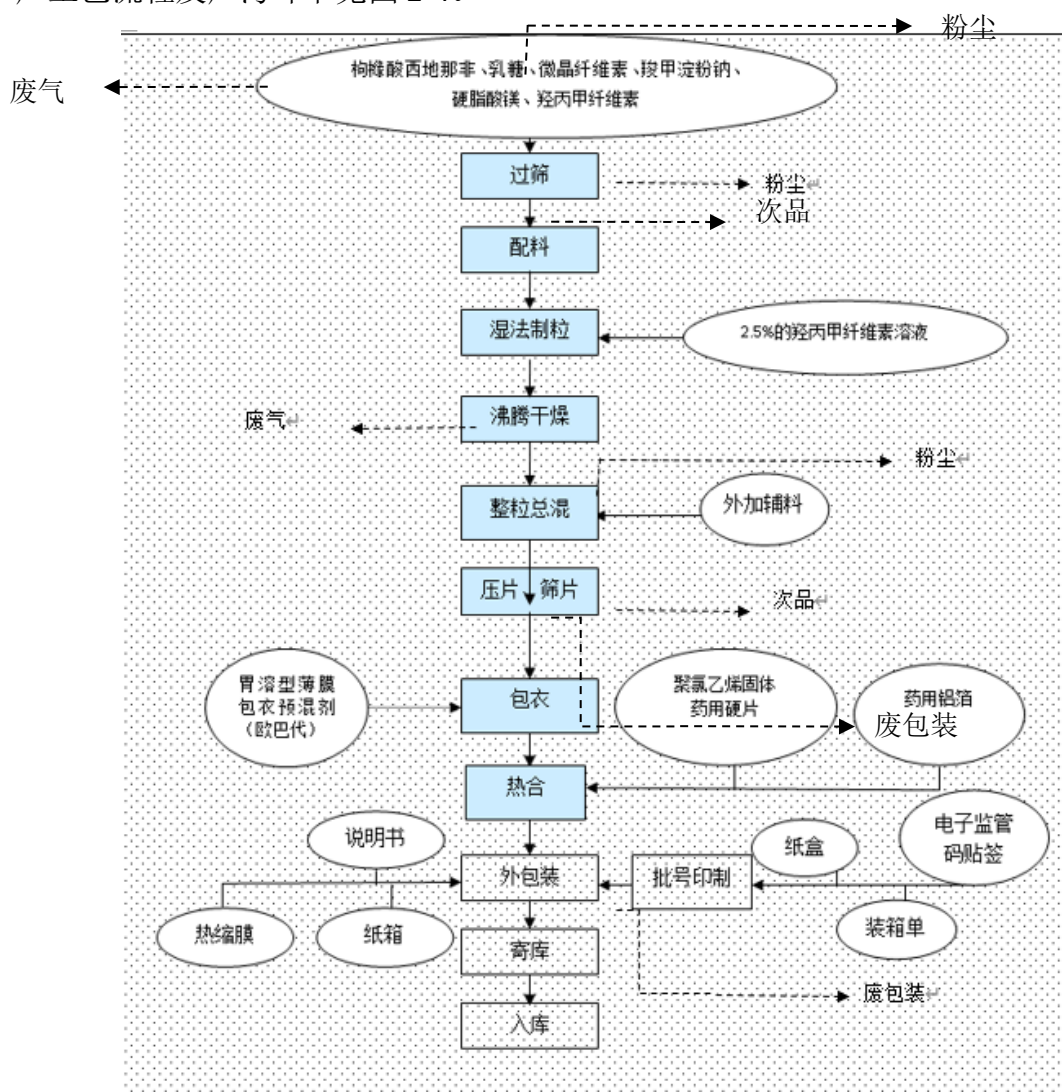 粉尘
废气
枸橼酸西地那非、乳糖、微晶纤维素、羧甲淀粉钠、
硬脂酸镁、羟丙甲纤维素
过筛
粉尘
次品
配料
湿法制粒
2.5%的羟丙甲纤维素溶液
废气
沸腾干燥
粉尘
整粒总混
外加辅料
压片 筛片
次品
胃溶型薄膜
包衣预混剂
（欧巴代）
包衣
聚氯乙烯固体
药用硬片
药用铝箔
废包装
热合
说明书
纸盒
电子监管
码贴签
外包装
批号印制
热缩膜
纸箱
装箱单
寄库
废包装
入库